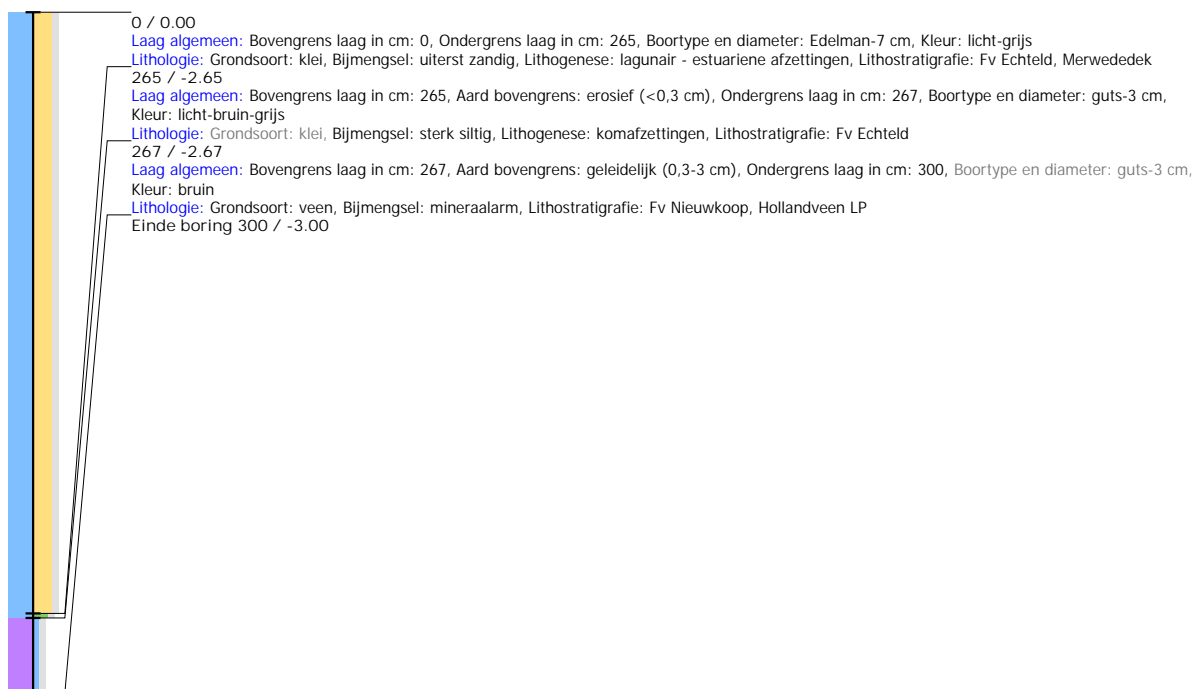 0 / 0.00
Laag algemeen: Bovengrens laag in cm: 0, Ondergrens laag in cm: 265, Boortype en diameter: Edelman-7 cm, Kleur: licht-grijs
Lithologie: Grondsoort: klei, Bijmengsel: uiterst zandig, Lithogenese: lagunair - estuariene afzettingen, Lithostratigrafie: Fv Echteld, Merwededek
265 / -2.65
Laag algemeen: Bovengrens laag in cm: 265, Aard bovengrens: erosief (<0,3 cm), Ondergrens laag in cm: 267, Boortype en diameter: guts-3 cm,
Kleur: licht-bruin-grijs
Lithologie: Grondsoort: klei, Bijmengsel: sterk siltig, Lithogenese: komafzettingen, Lithostratigrafie: Fv Echteld
267 / -2.67
Laag algemeen: Bovengrens laag in cm: 267, Aard bovengrens: geleidelijk (0,3-3 cm), Ondergrens laag in cm: 300, Boortype en diameter: guts-3 cm,
Kleur: bruin
Lithologie: Grondsoort: veen, Bijmengsel: mineraalarm, Lithostratigrafie: Fv Nieuwkoop, Hollandveen LP
Einde boring 300 / -3.00